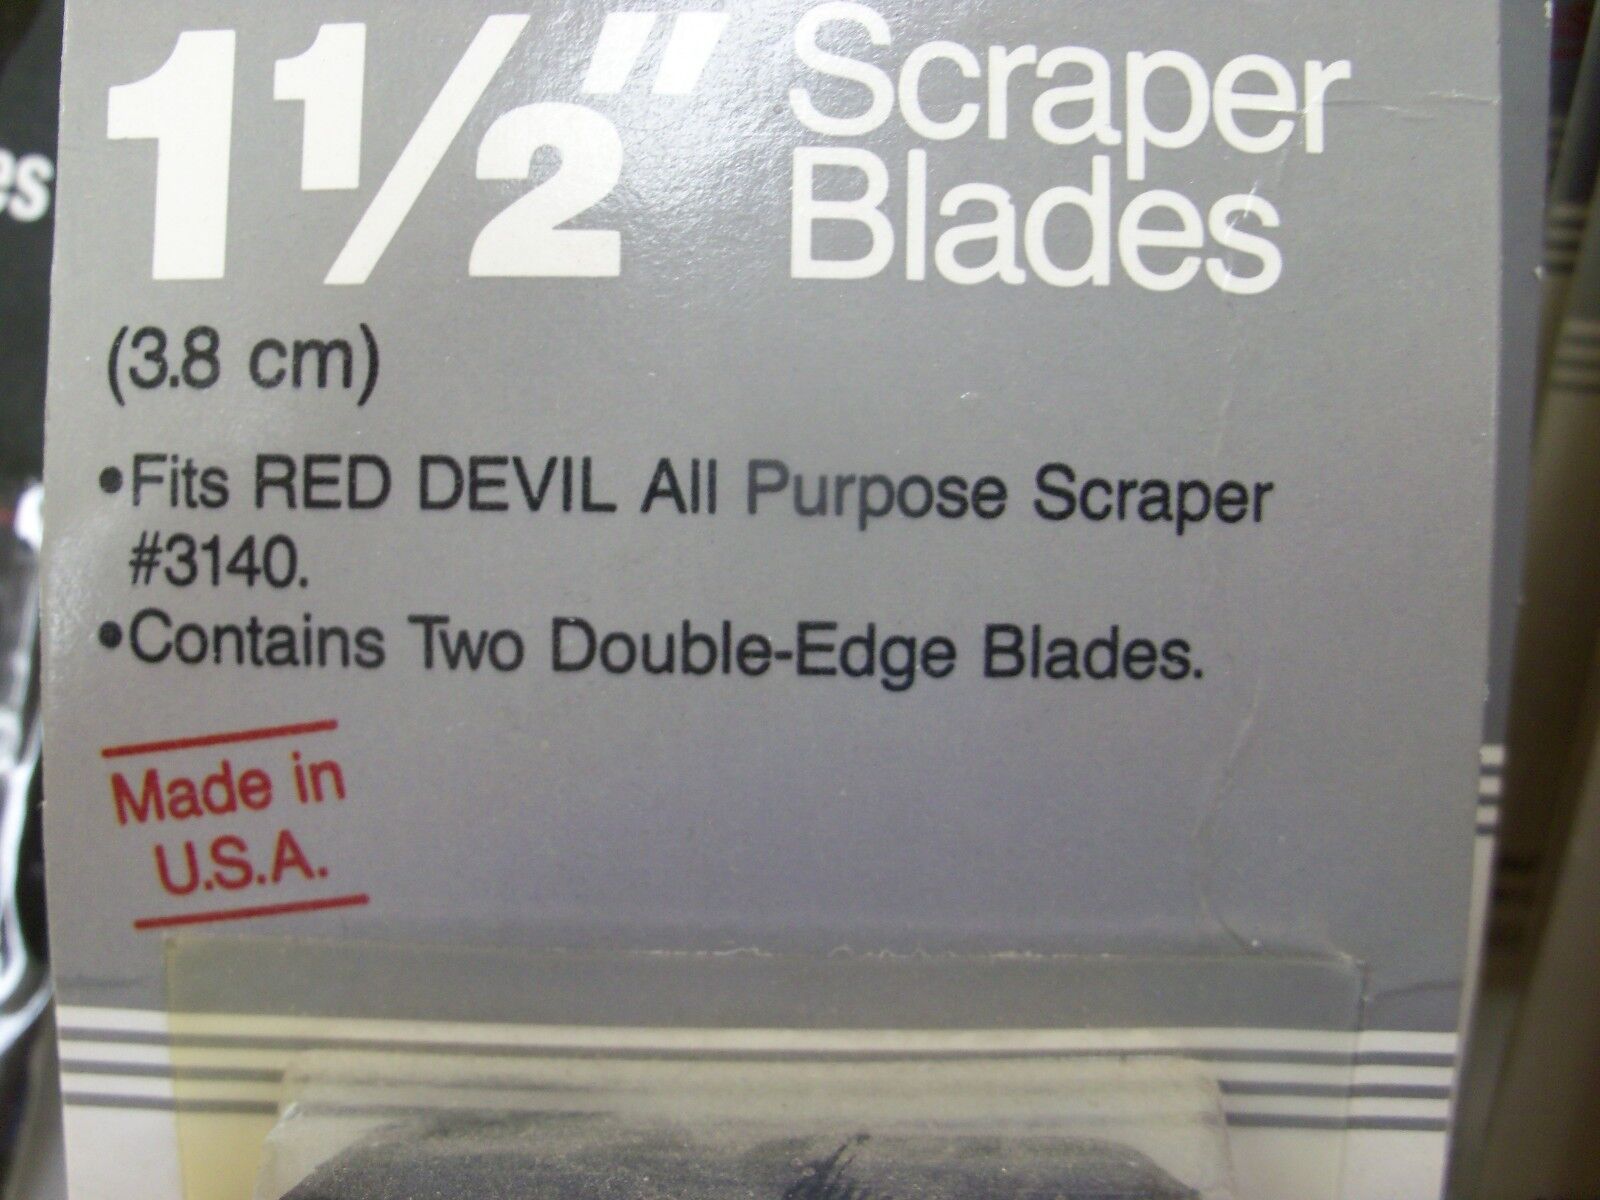 1 1/2" Scraper
Blades
(3.8 cm)
•Fits RED DEVIL All Purpose Scraper
#3140.
•Contains Two Double-Edge Blades.
Made in
U.S.A.
es